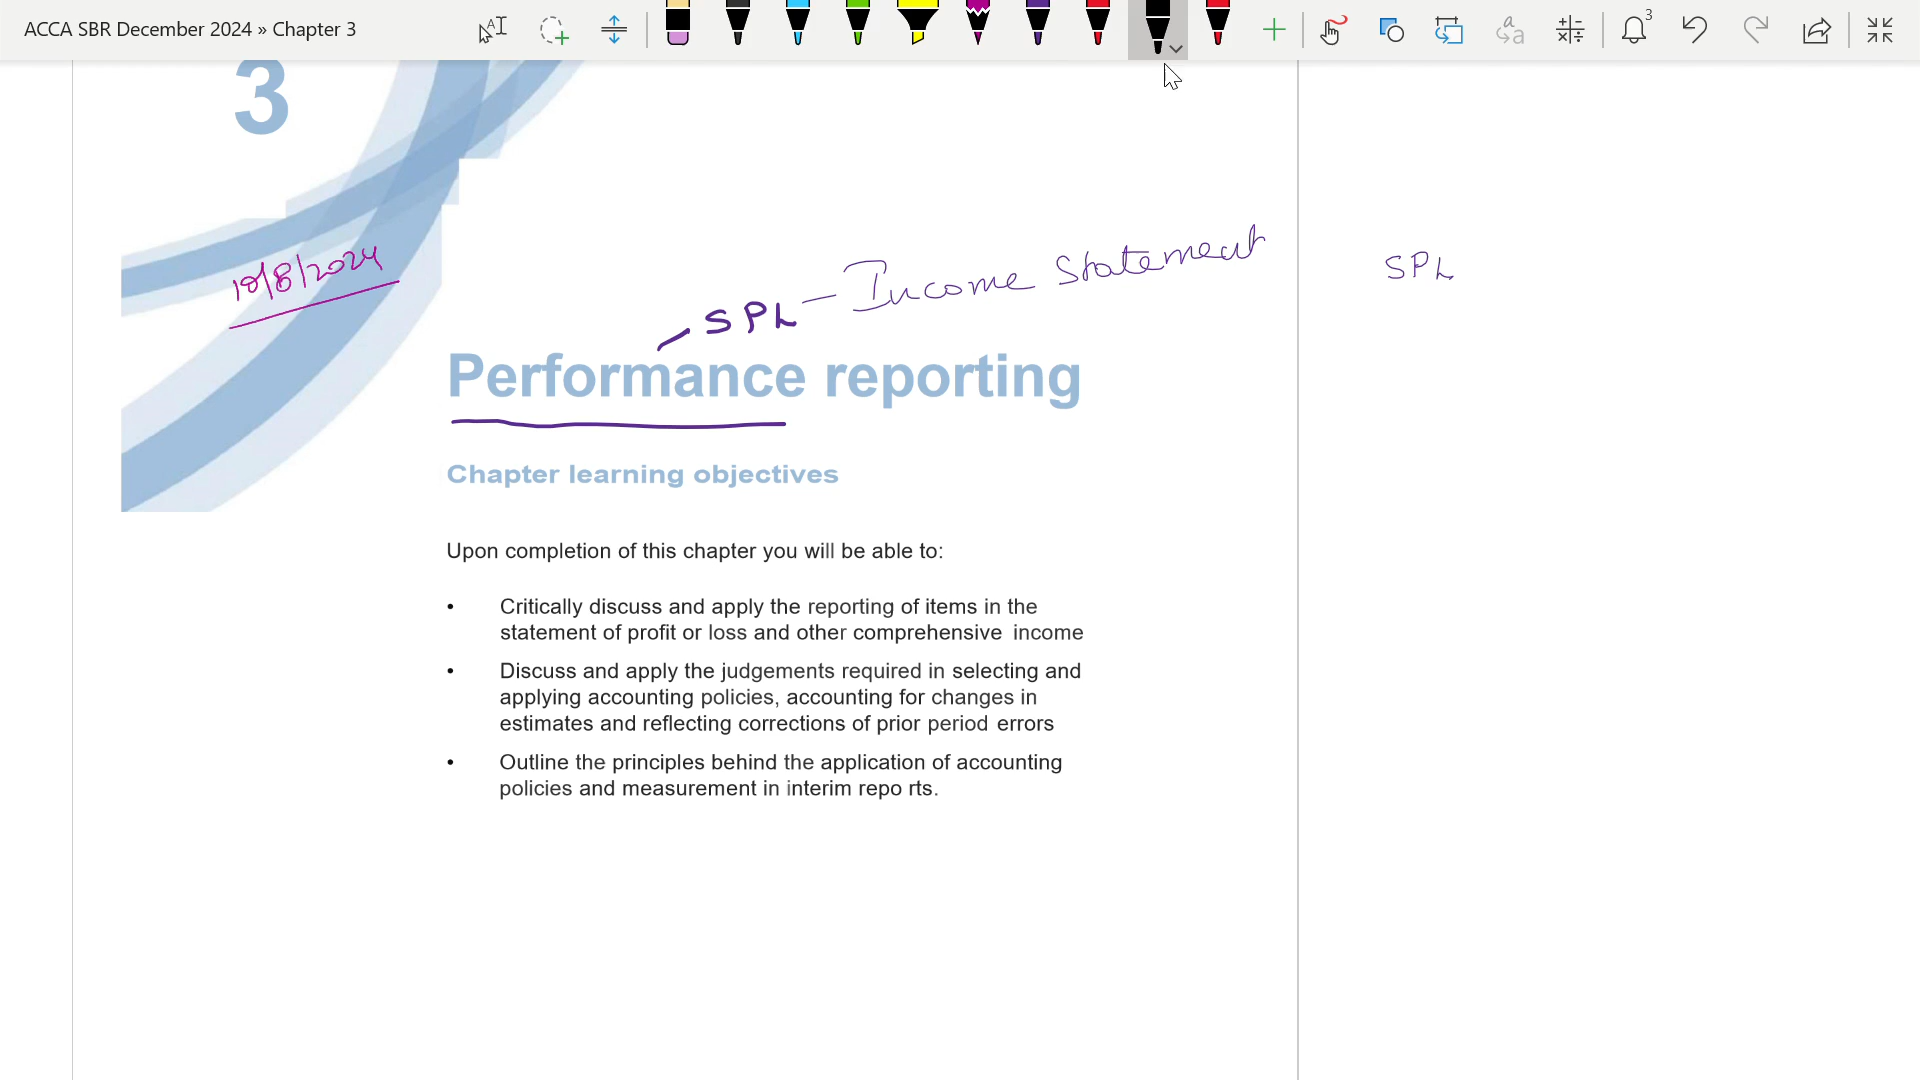 ACCA SBR December 2024 » Chapter 3
3
3
10/8/2024
SPL - Income Statement
SPL
Performance reporting
Chapter learning objectives
Upon completion of this chapter you will be able to:
• Critically discuss and apply the reporting of items in the
statement of profit or loss and other comprehensive income
• Discuss and apply the judgements required in selecting and
applying accounting policies, accounting for changes in
estimates and reflecting corrections of prior period errors
• Outline the principles behind the application of accounting
policies and measurement in interim repo rts.